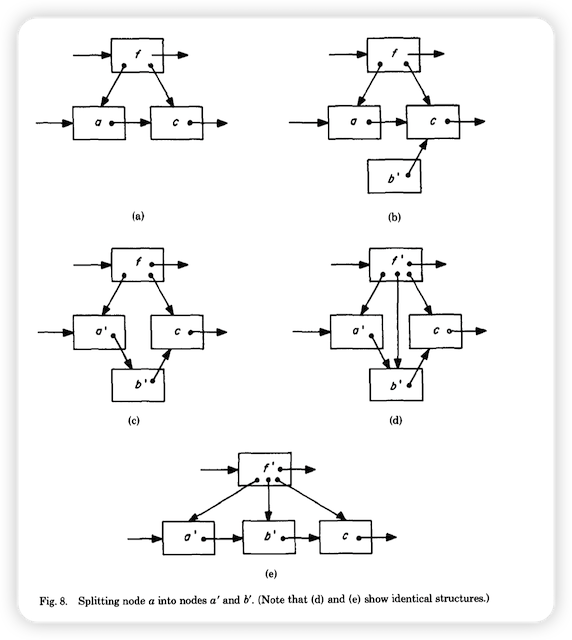 f f
a c a c
b'
(a) (b)
f f'
a' c a' c
b' b'
(c) (d)
f'
a' b' c
(e)
Fig. 8. Splitting node a into nodes a' and b'. (Note that (d) and (e) show identical structures.)